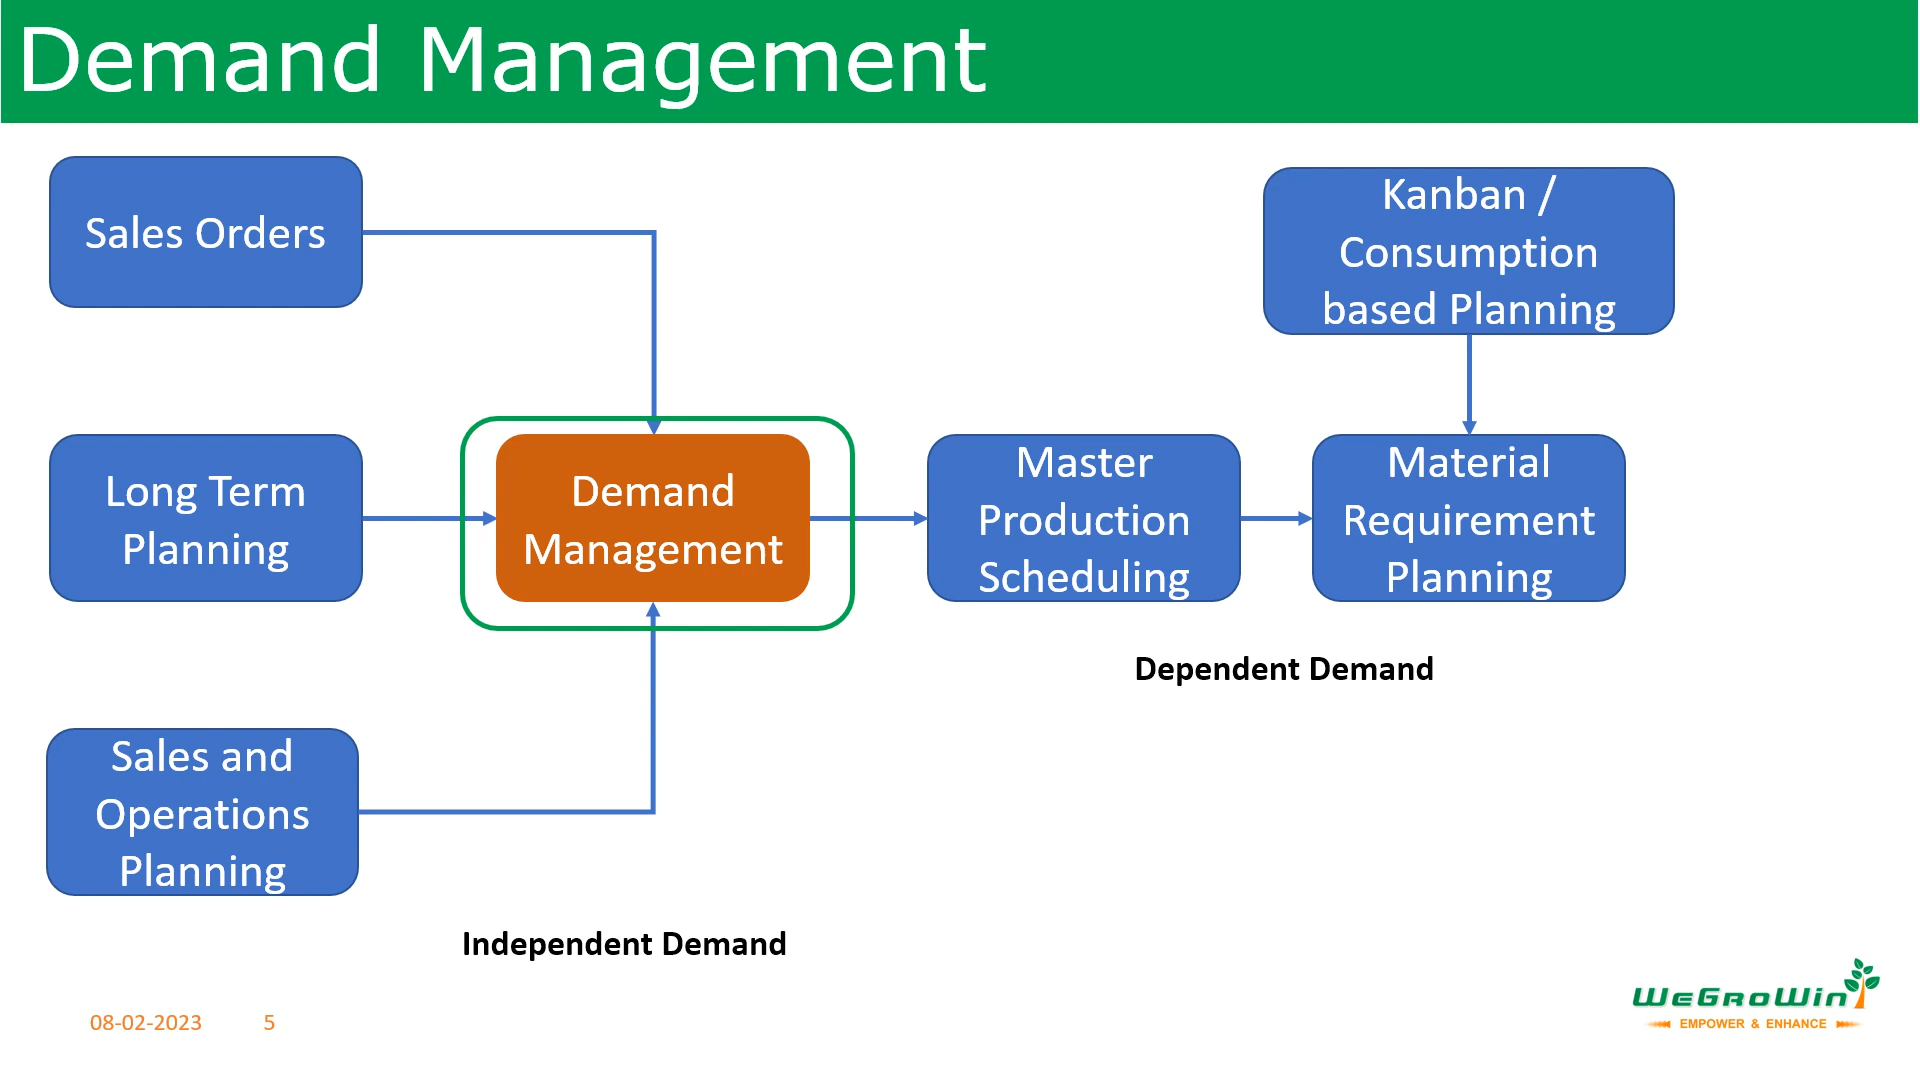 Demand Management
Sales Orders
Kanban /
Consumption
based Planning
Long Term
Planning
Demand
Management
Master
Production
Scheduling
Material
Requirement
Planning
Dependent Demand
Sales and
Operations
Planning
Independent Demand
08-02-2023
5
WeGroWin
EMPOWER & ENHANCE